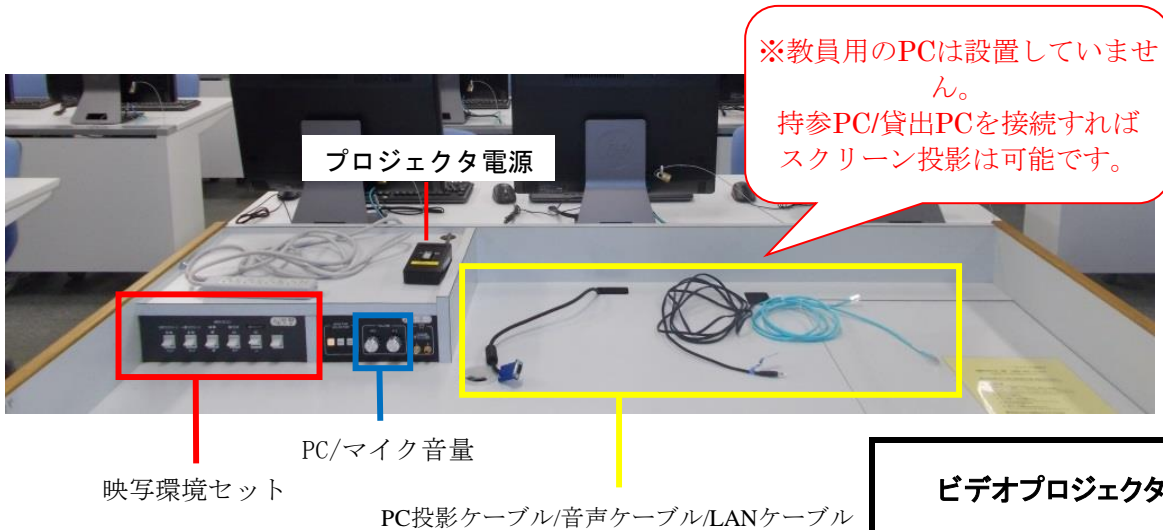 ※教員用のPCは設置していませ
ん。
持参PC/貸出PCを接続すれば
スクリーン投影は可能です。
プロジェクタ電源
PC/マイク音量
映写環境セット
PC投影ケーブル/音声ケーブル/LANケーブル
ビデオプロジェクタ